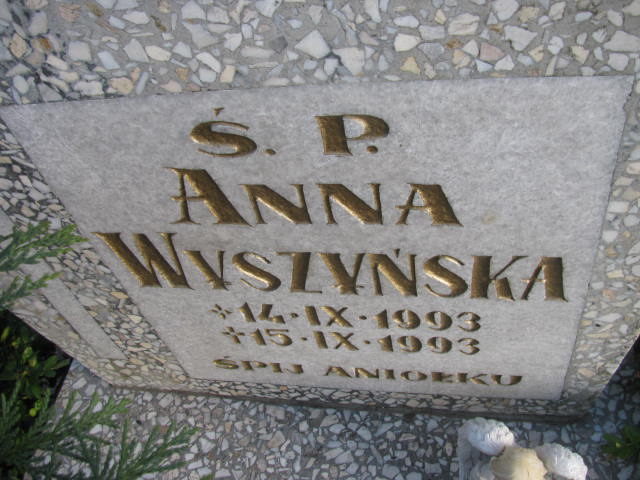 Ś. P.
ANNA
WYSZYŃSKA
*14·IX·1993
†15·IX·1993
ŚPIJ ANIOŁKU